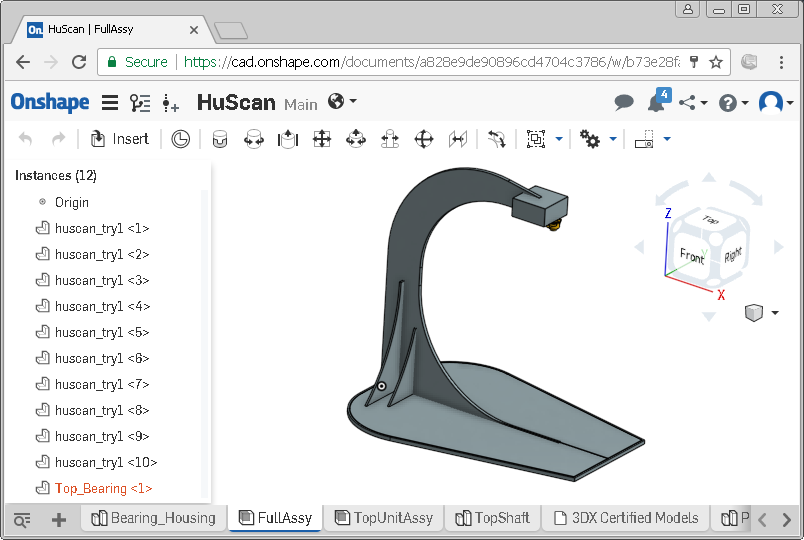 On HuScan | FullAssy
Secure https://cad.onshape.com/documents/a828e9de90896cd4704c3786/w/b73e28f
Onshape HuScan Main 4
Insert
Instances (12)
Origin
huscan_try1 <1>
huscan_try1 <2>
huscan_try1 <3>
huscan_try1 <4>
huscan_try1 <5>
huscan_try1 <6>
huscan_try1 <7>
huscan_try1 <8>
huscan_try1 <9>
huscan_try1 <10>
Top_Bearing <1>
Z
Top
Front
Y
Right
X
Bearing_Housing FullAssy TopUnitAssy TopShaft 3DX Certified Models P